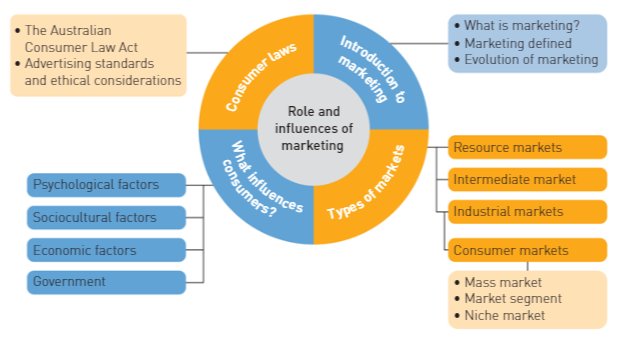 • The Australian
Consumer Law Act
• Advertising standards
and ethical considerations
Consumer laws
Introduction to
marketing
• What is marketing?
• Marketing defined
• Evolution of marketing
Role and
influences of
marketing
What influences
consumers?
Types of markets
Psychological factors
Sociocultural factors
Economic factors
Government
Resource markets
Intermediate market
Industrial markets
Consumer markets
• Mass market
• Market segment
• Niche market